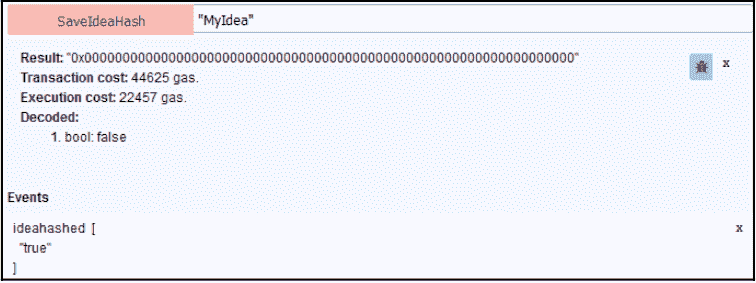 SaveIdeaHash "MyIdea"
Result: "0x0000000000000000000000000000000000000000000000000000000000000000"
x
Transaction cost: 44625 gas.
Execution cost: 22457 gas.
Decoded:
1. bool: false
Events
ideahashed [
x
"true"
]